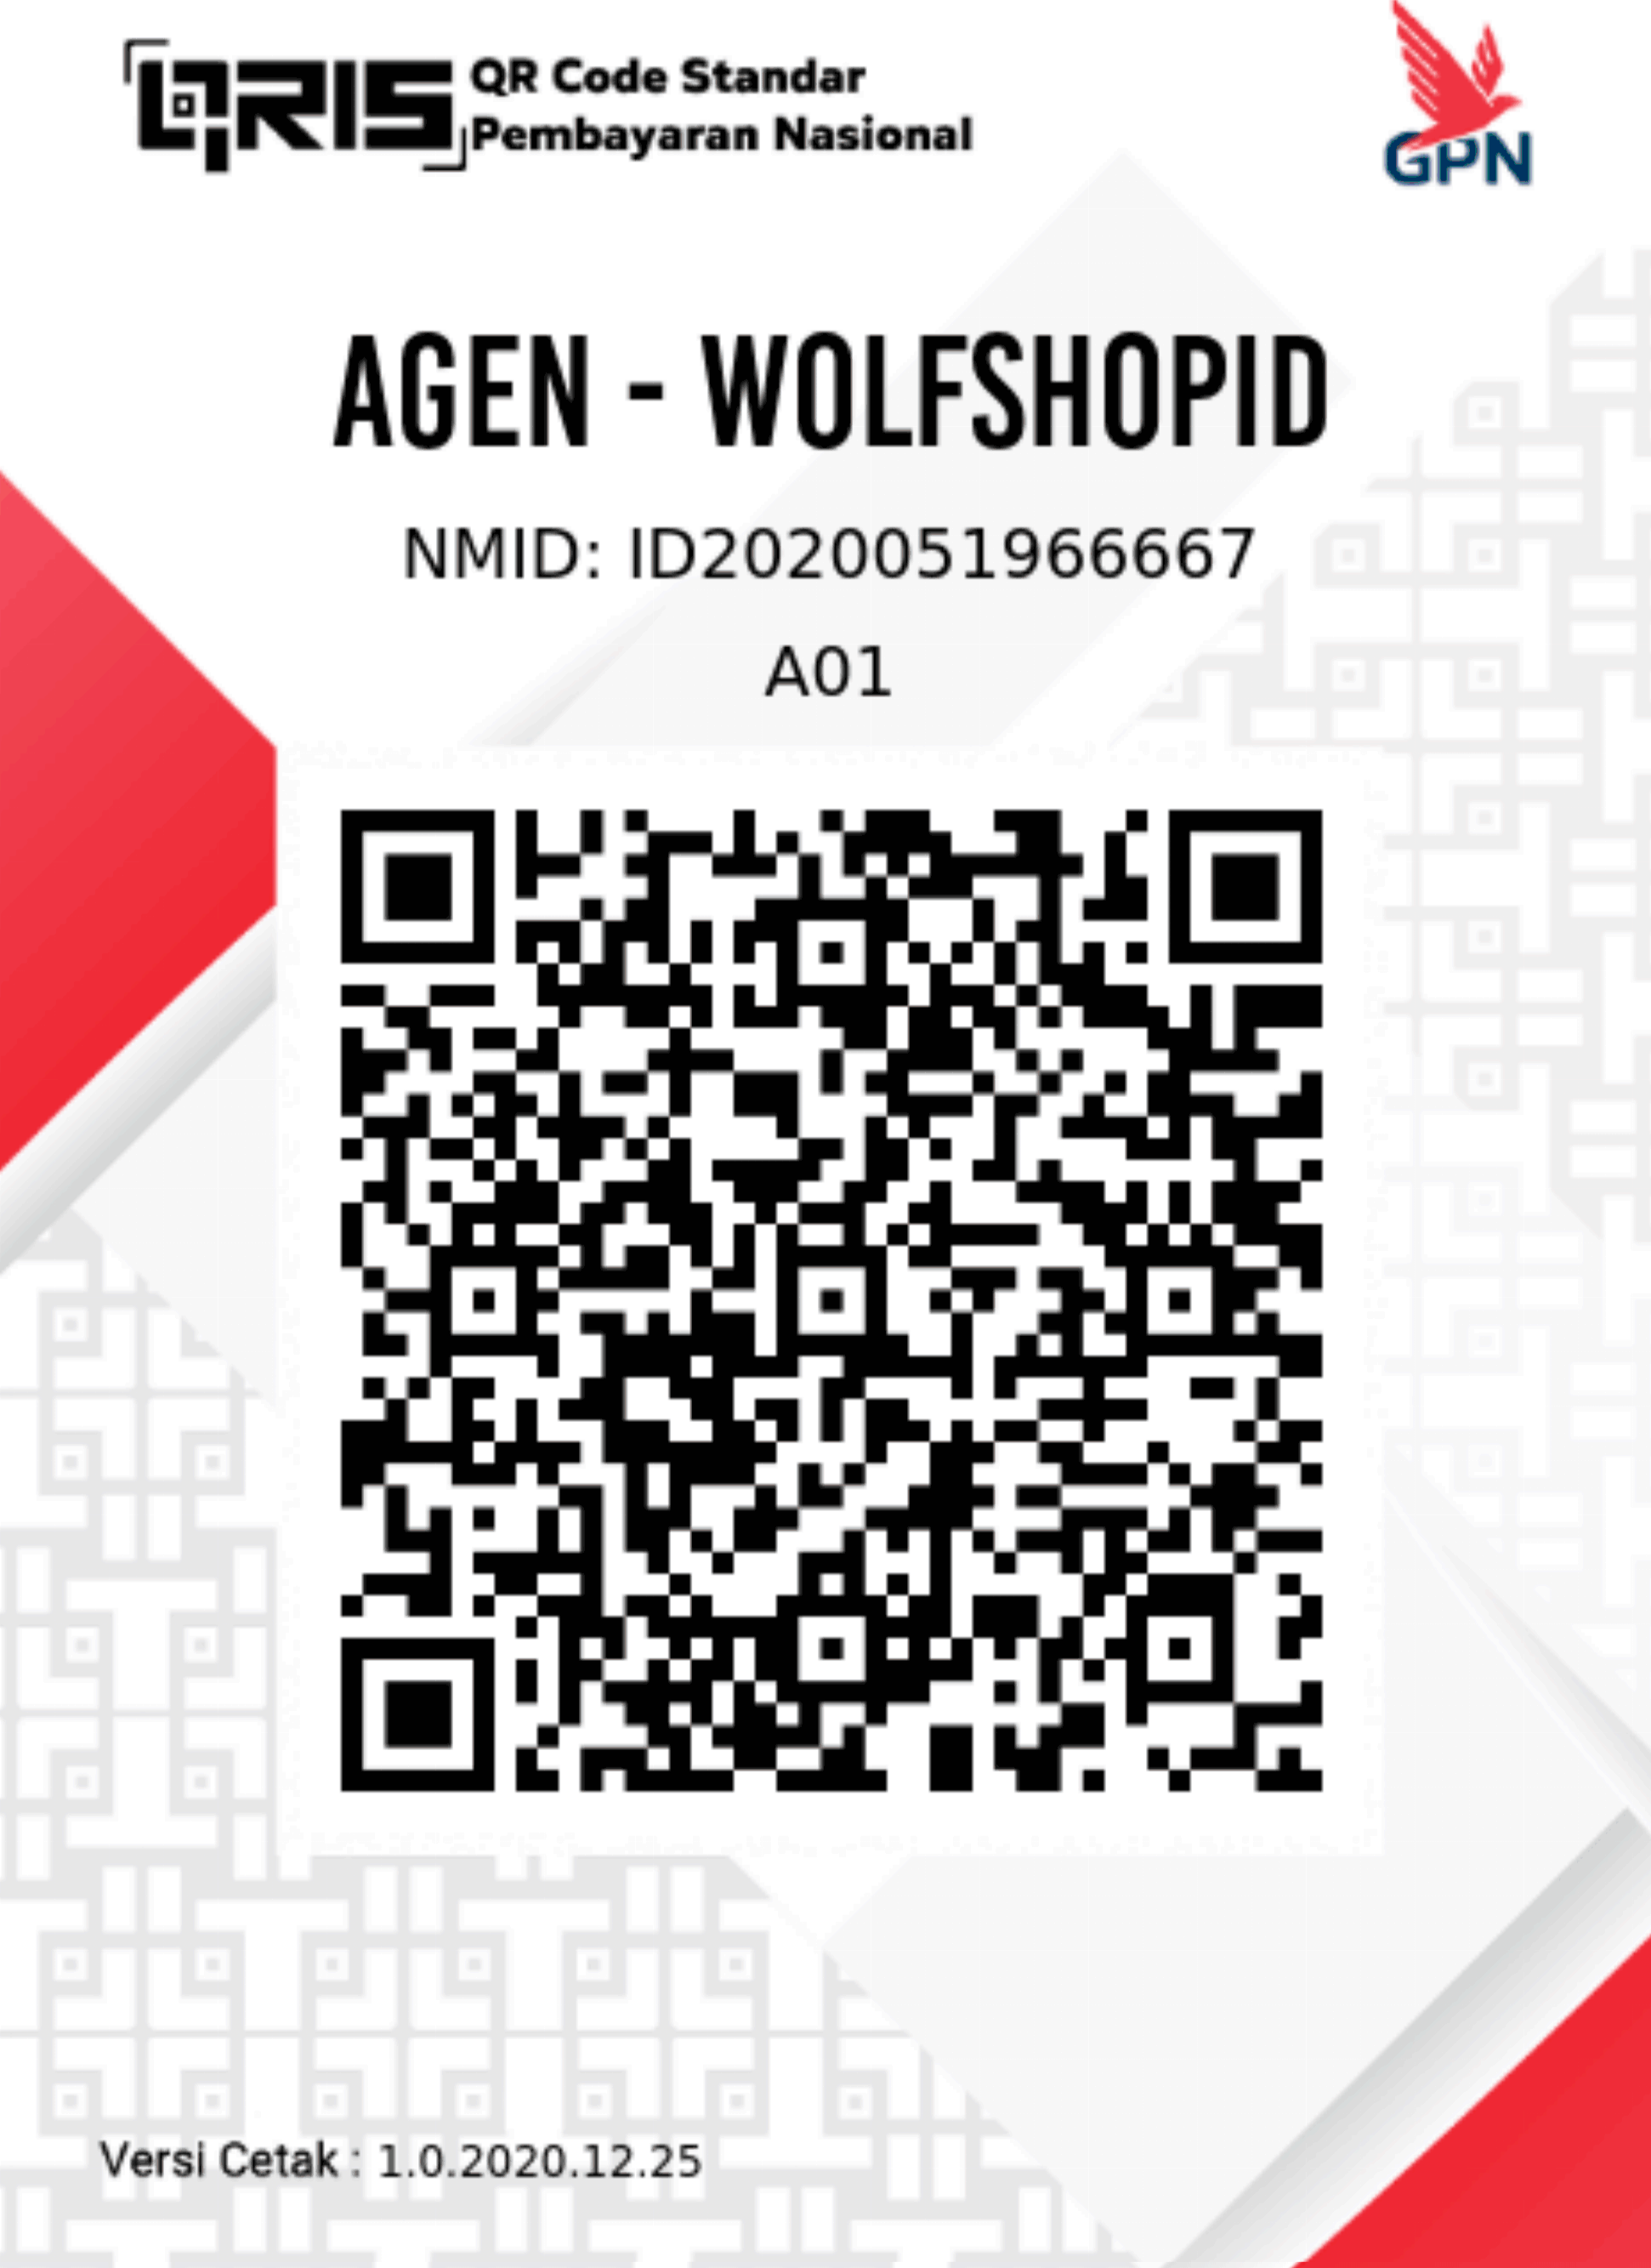 QRIS QR Code Standar
Pembayaran Nasional
GPN
AGEN - WOLFSHOPID
NMID: ID2020051966667
A01
Versi Cetak : 1.0.2020.12.25